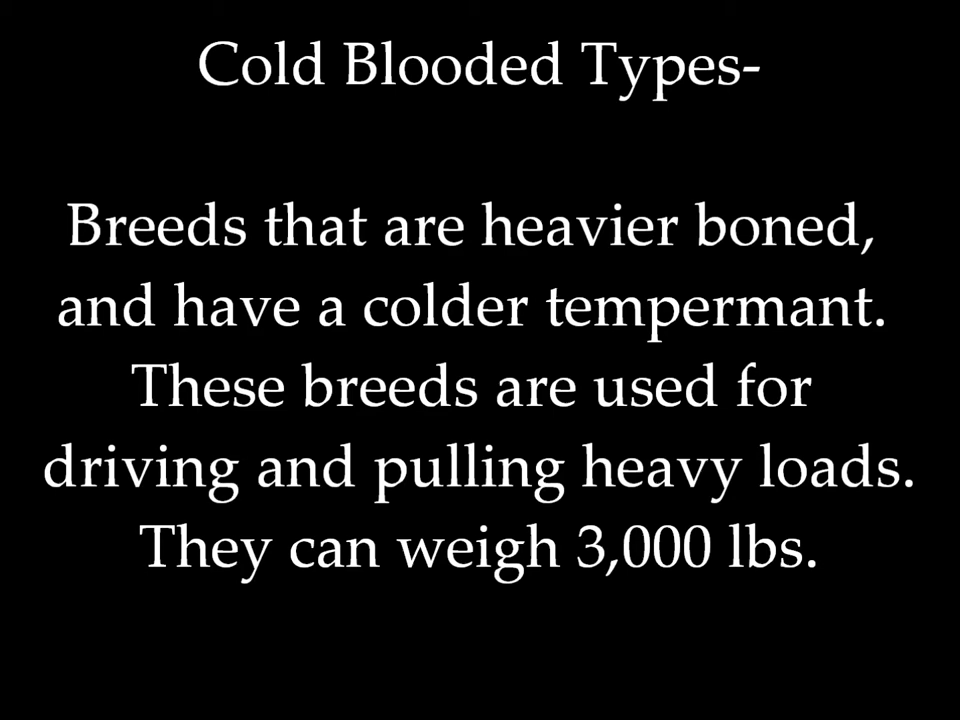 Cold Blooded Types-
Breeds that are heavier boned,
and have a colder tempermant.
These breeds are used for
driving and pulling heavy loads.
They can weigh 3,000 lbs.